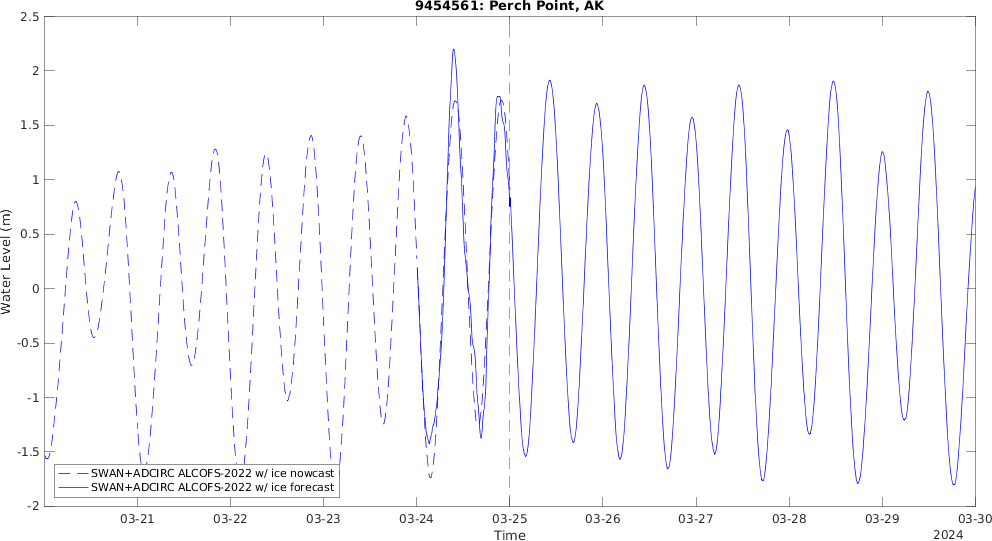 9454561: Perch Point, AK
2.5
2
1.5
1
0.5
0
-0.5
-1
-1.5
-2
Water Level (m)
SWAN+ADCIRC ALCOFS-2022 w/ ice nowcast
SWAN+ADCIRC ALCOFS-2022 w/ ice forecast
03-21 03-22 03-23 03-24 03-25 03-26 03-27 03-28 03-29 03-30
Time
2024